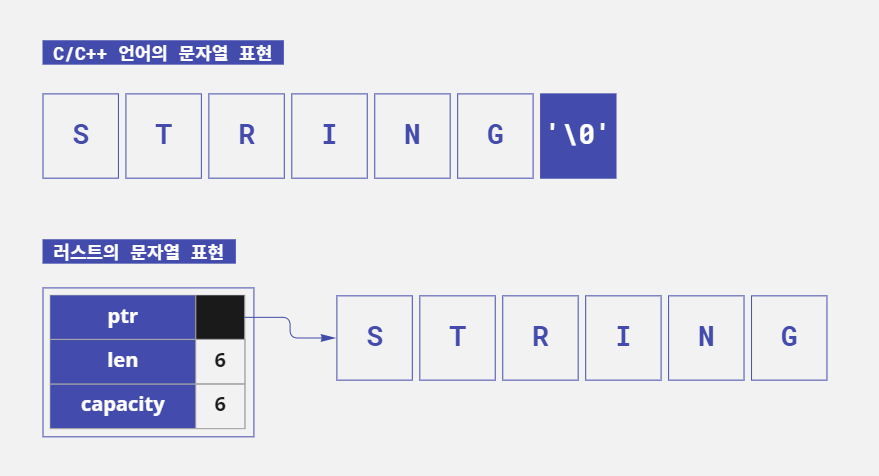 C/C++ 언어의 문자열 표현
S T R I N G '\0'
러스트의 문자열 표현
ptr
len 6
capacity 6
S T R I N G